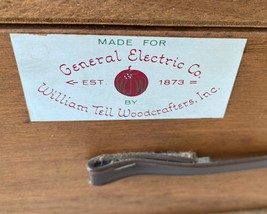 MADE FOR
General Electric Co.
EST 1873
BY
William Tell Woodcrafters, Inc.